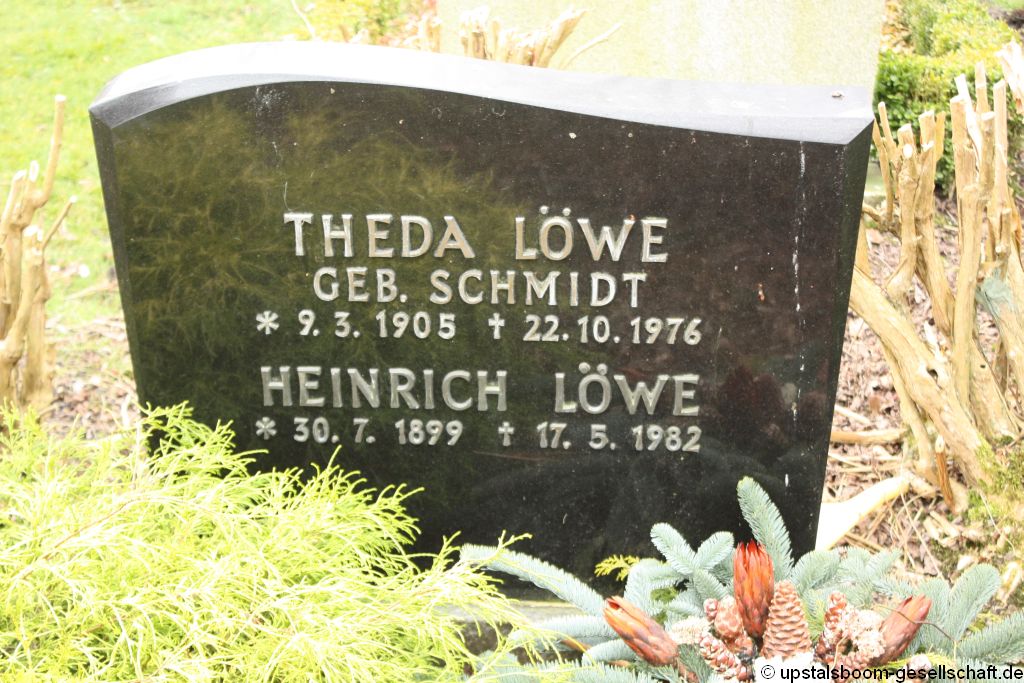 THEDA LÖWE
GEB. SCHMIDT
* 9. 3. 1905 † 22. 10. 1976
HEINRICH LÖWE
* 30. 7. 1899 † 17. 5. 1982
© upstalsboom-gesellschaft.de